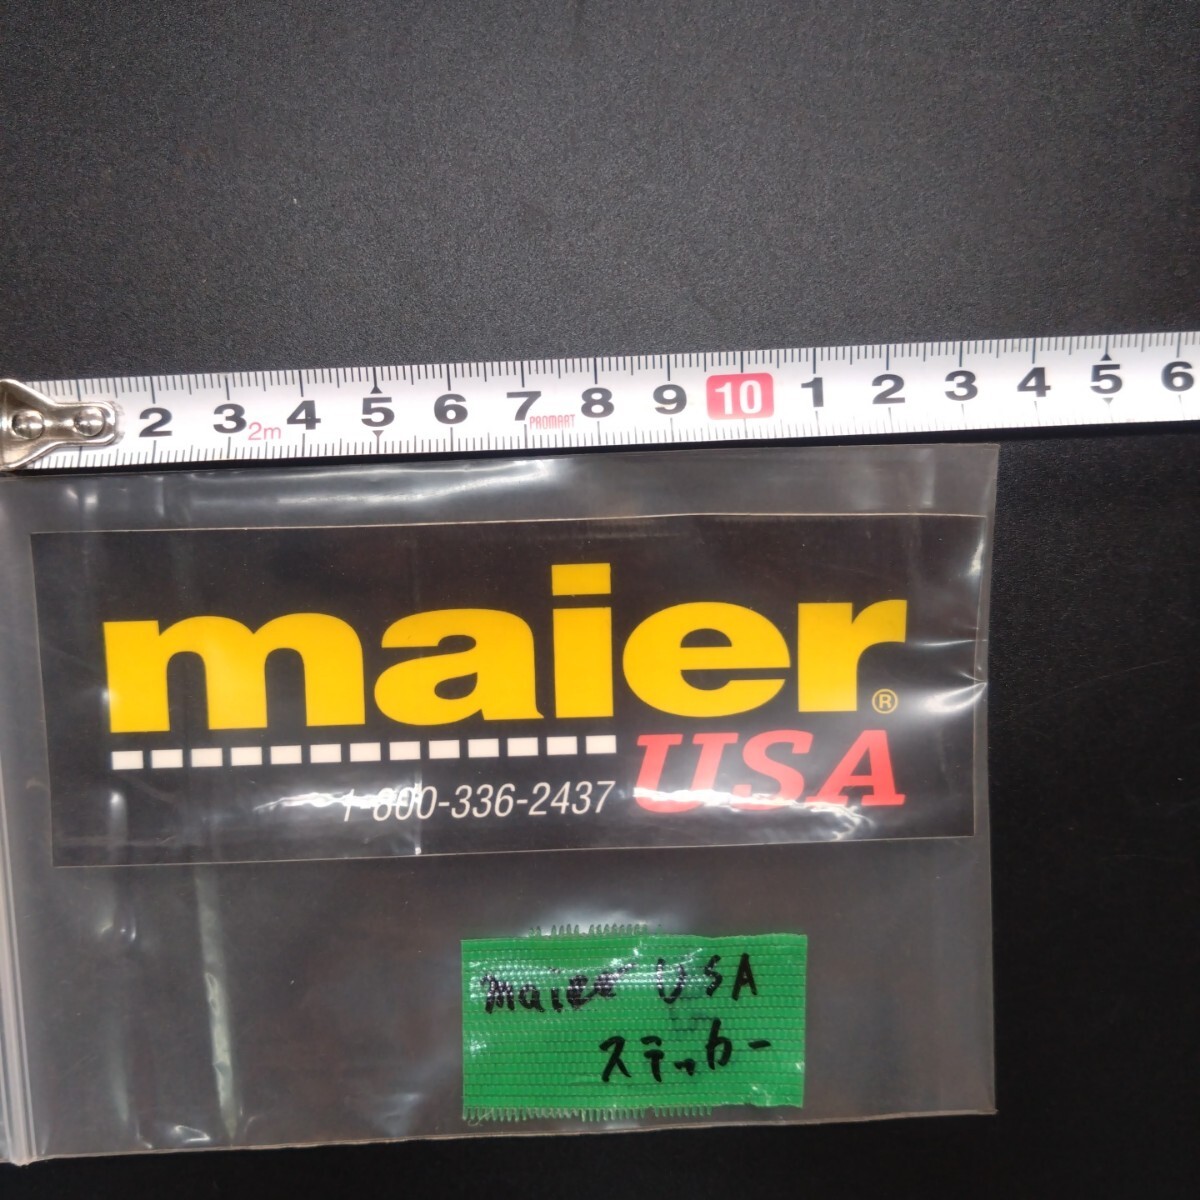 2 3 4 5 6 7 8 9 10 1 2 3 4 5 6
2m PROMART
maier®
USA
1-800-336-2437
maier USA
ステッカー